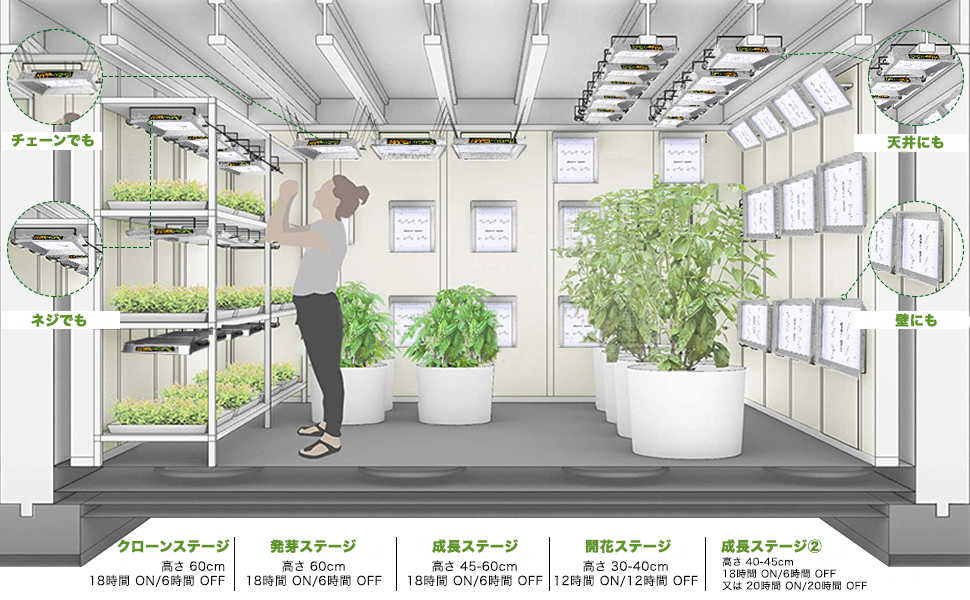 チェーンでも
天井にも
ネジでも
壁にも
クローンステージ
高さ 60cm
18時間 ON/6時間 OFF
発芽ステージ
高さ 60cm
18時間 ON/6時間 OFF
成長ステージ
高さ 45-60cm
18時間 ON/6時間 OFF
開花ステージ
高さ 30-40cm
12時間 ON/12時間 OFF
成長ステージ②
高さ 40-45cm
18時間 ON/6時間 OFF
又は 20時間 ON/20時間 OFF